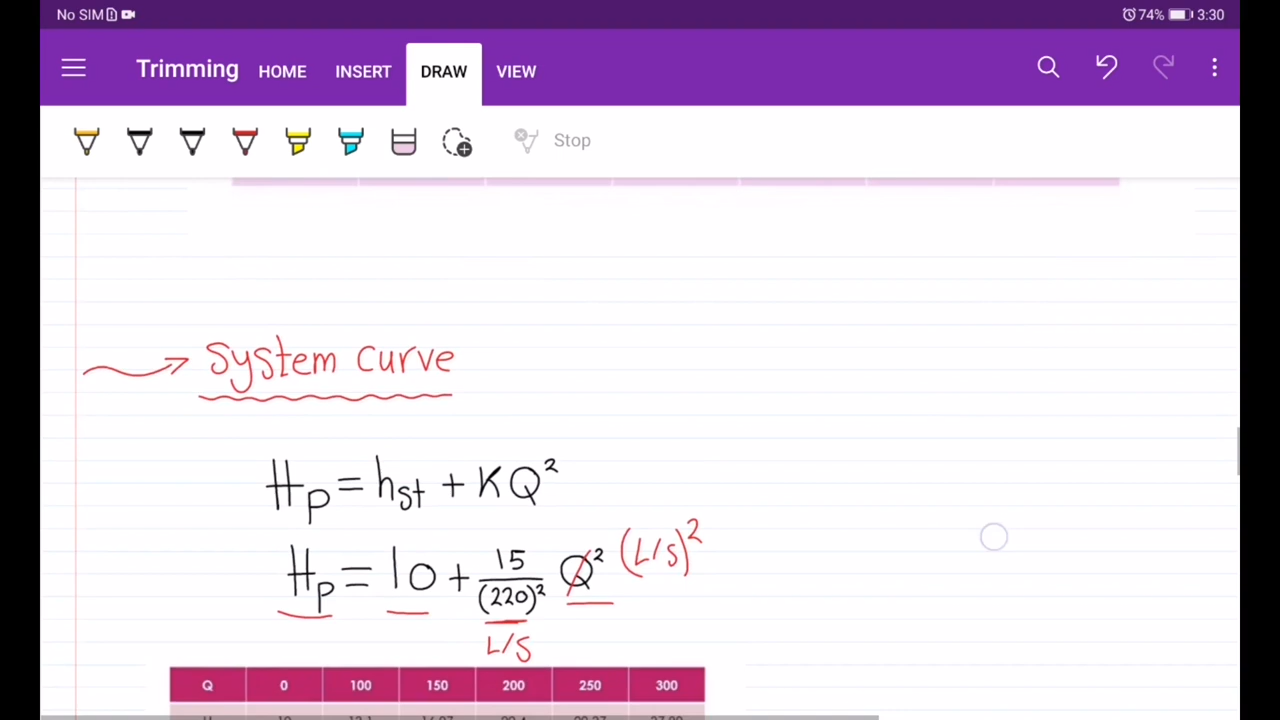 No SIM 74% 3:30
Trimming HOME INSERT DRAW VIEW
Stop
System curve
Hp = hst + KQ²
Hp = 10 + 15/(220)² Q² (L/S)²
L/S
Q 0 100 150 200 250 300